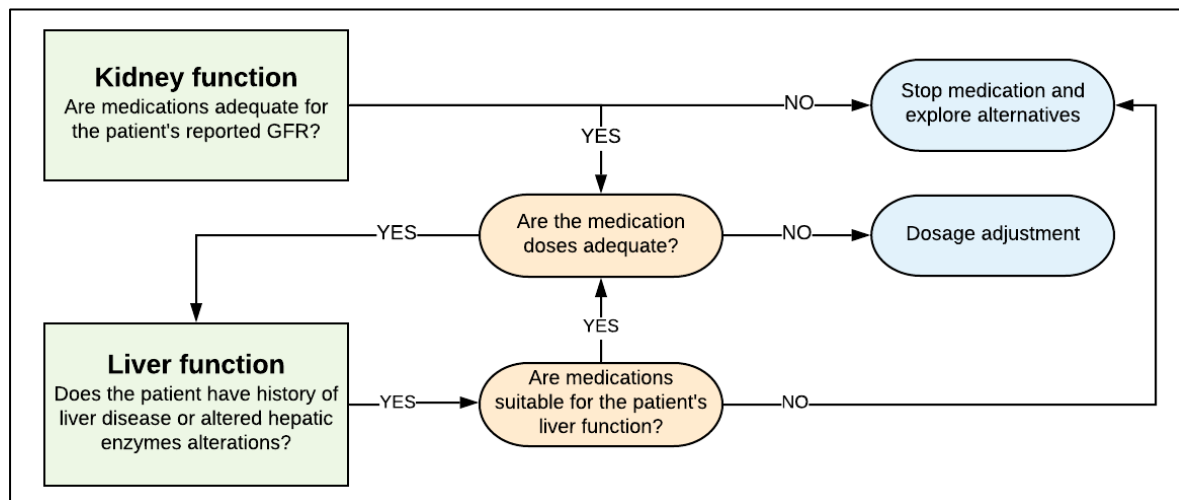 Kidney function
Are medications adequate for
the patient's reported GFR?
NO
Stop medication and
explore alternatives
YES
Are the medication
doses adequate?
YES
NO
Dosage adjustment
YES
Liver function
Does the patient have history of
liver disease or altered hepatic
enzymes alterations?
YES
Are medications
suitable for the patient's
liver function?
NO